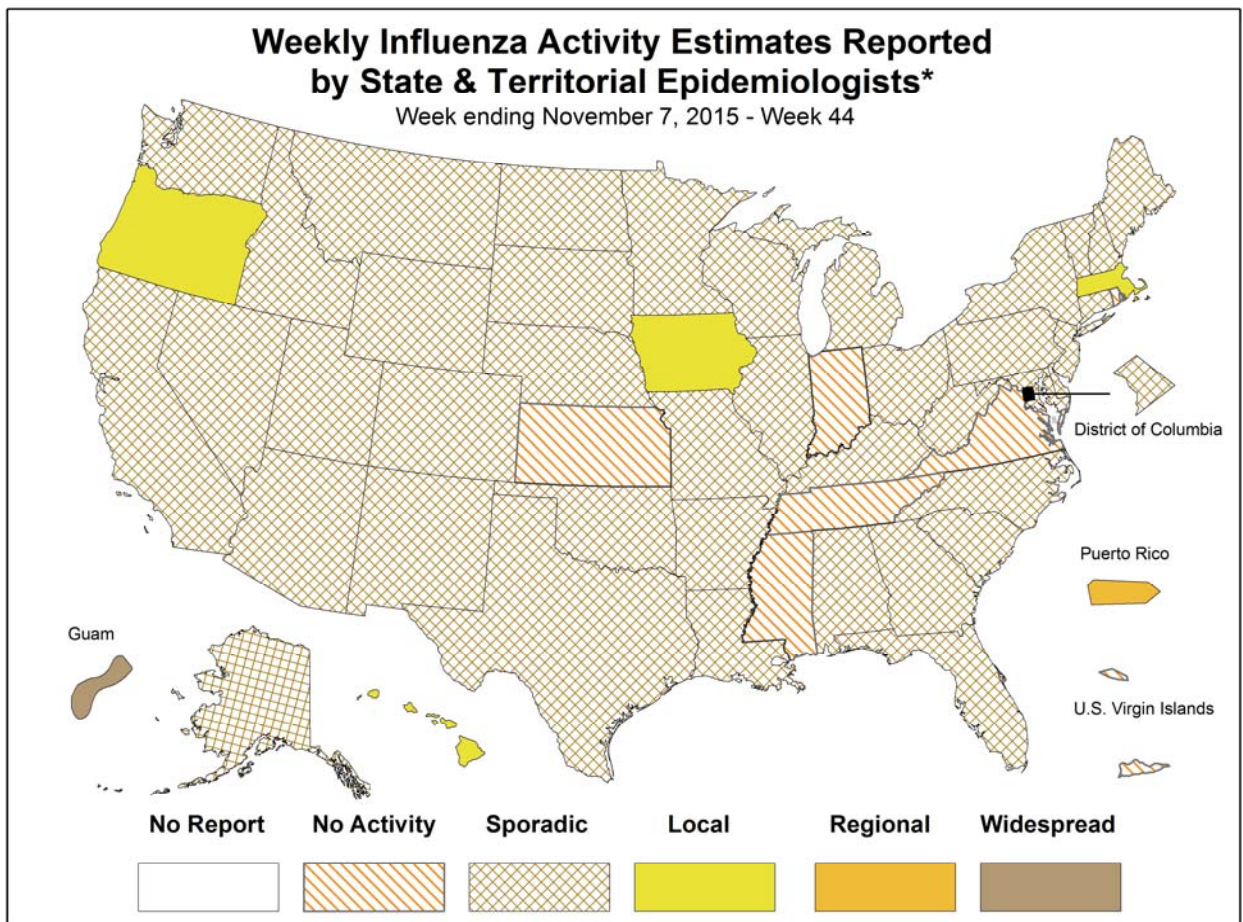 Weekly Influenza Activity Estimates Reported
by State & Territorial Epidemiologists*
Week ending November 7, 2015 - Week 44
District of Columbia
Puerto Rico
Guam
U.S. Virgin Islands
No Report
No Activity
Sporadic
Local
Regional
Widespread